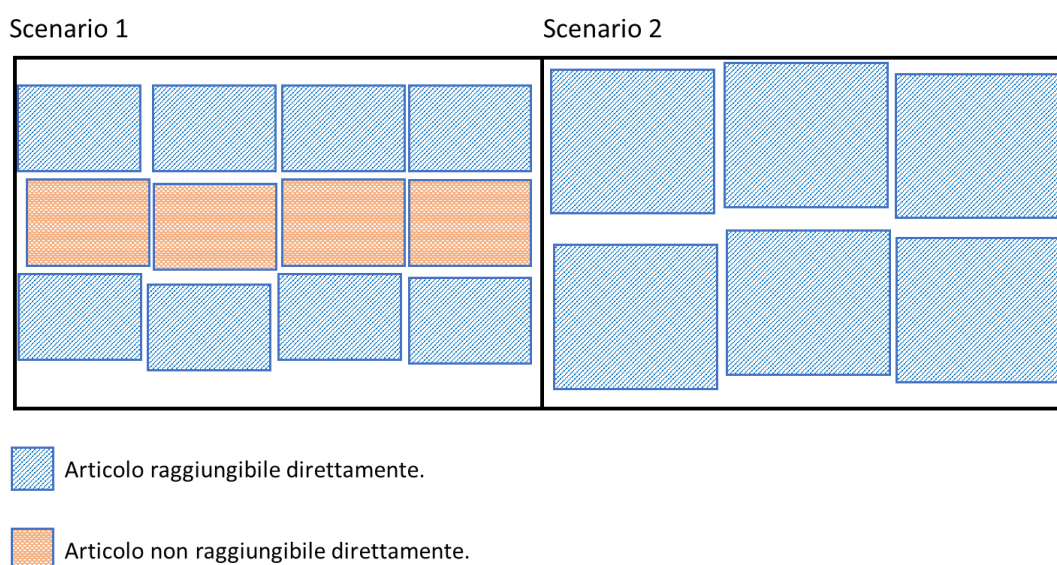 Scenario 1
Scenario 2
Articolo raggiungibile direttamente.
Articolo non raggiungibile direttamente.